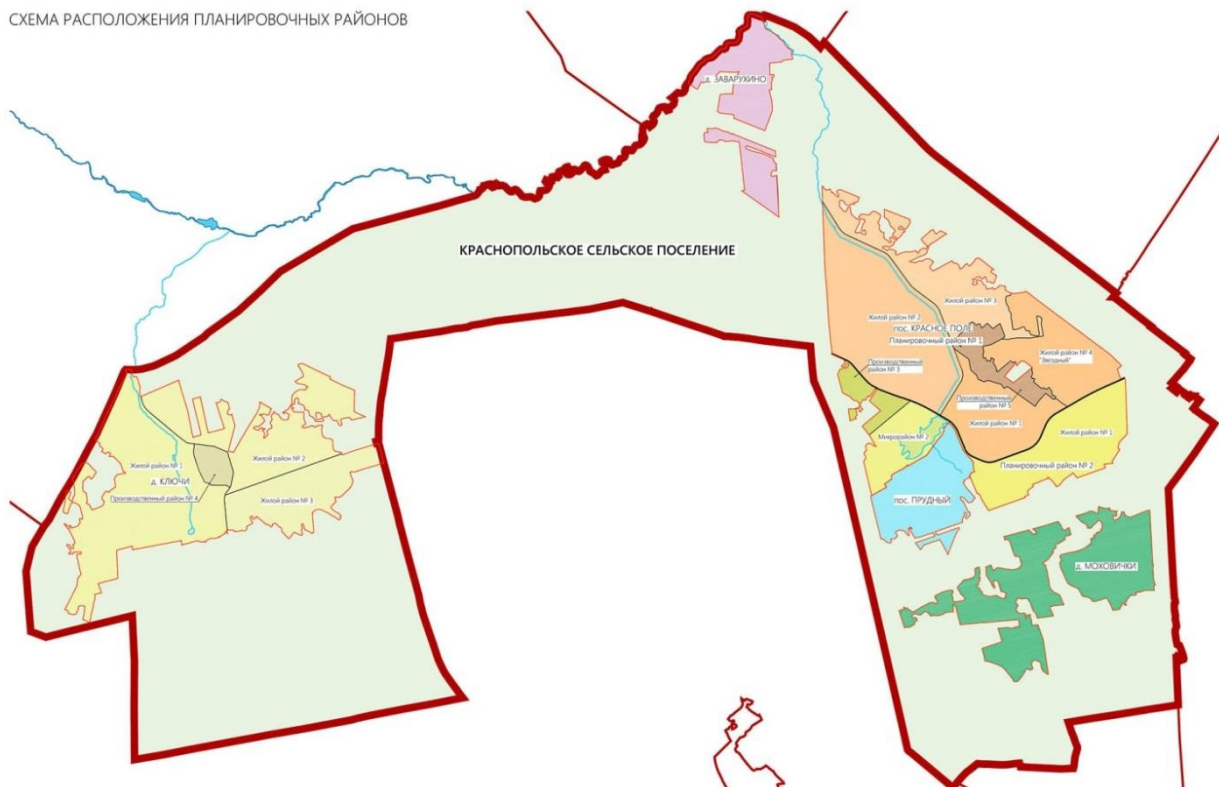 СХЕМА РАСПОЛОЖЕНИЯ ПЛАНИРОВОЧНЫХ РАЙОНОВ
д. ЗАВАРУХИНО
КРАСНОПОЛЬСКОЕ СЕЛЬСКОЕ ПОСЕЛЕНИЕ
Жилой район № 3
Жилой район № 2
пос. КРАСНОЕ ПОЛЕ
Планировочный район № 1
Жилой район № 4
"Звездный"
Производственный
район № 3
Производственный
район № 5
Жилой район № 1
Микрорайон № 2
Жилой район № 1
Планировочный район № 2
пос. ПРУДНЫЙ
д. МОХОВИЧКИ
Жилой район № 1
Жилой район № 2
д. КЛЮЧИ
Производственный район № 4
Жилой район № 3